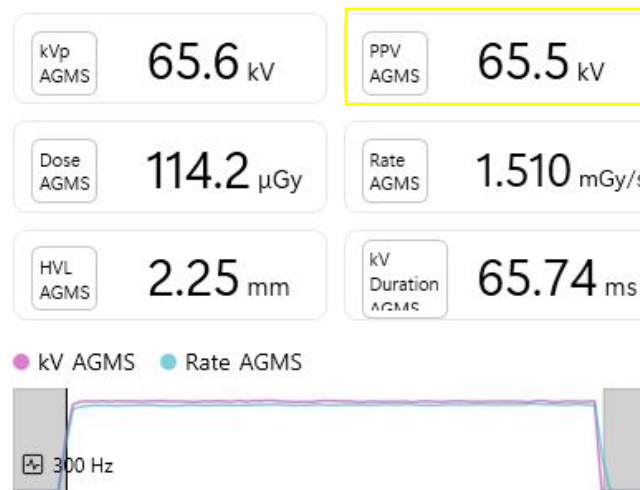 kVp
AGMS
65.6 kV
PPV
AGMS
65.5 kV
Dose
AGMS
114.2 µGy
Rate
AGMS
1.510 mGy/s
HVL
AGMS
2.25 mm
kV
Duration
AGMS
65.74 ms
kV AGMS
Rate AGMS
300 Hz